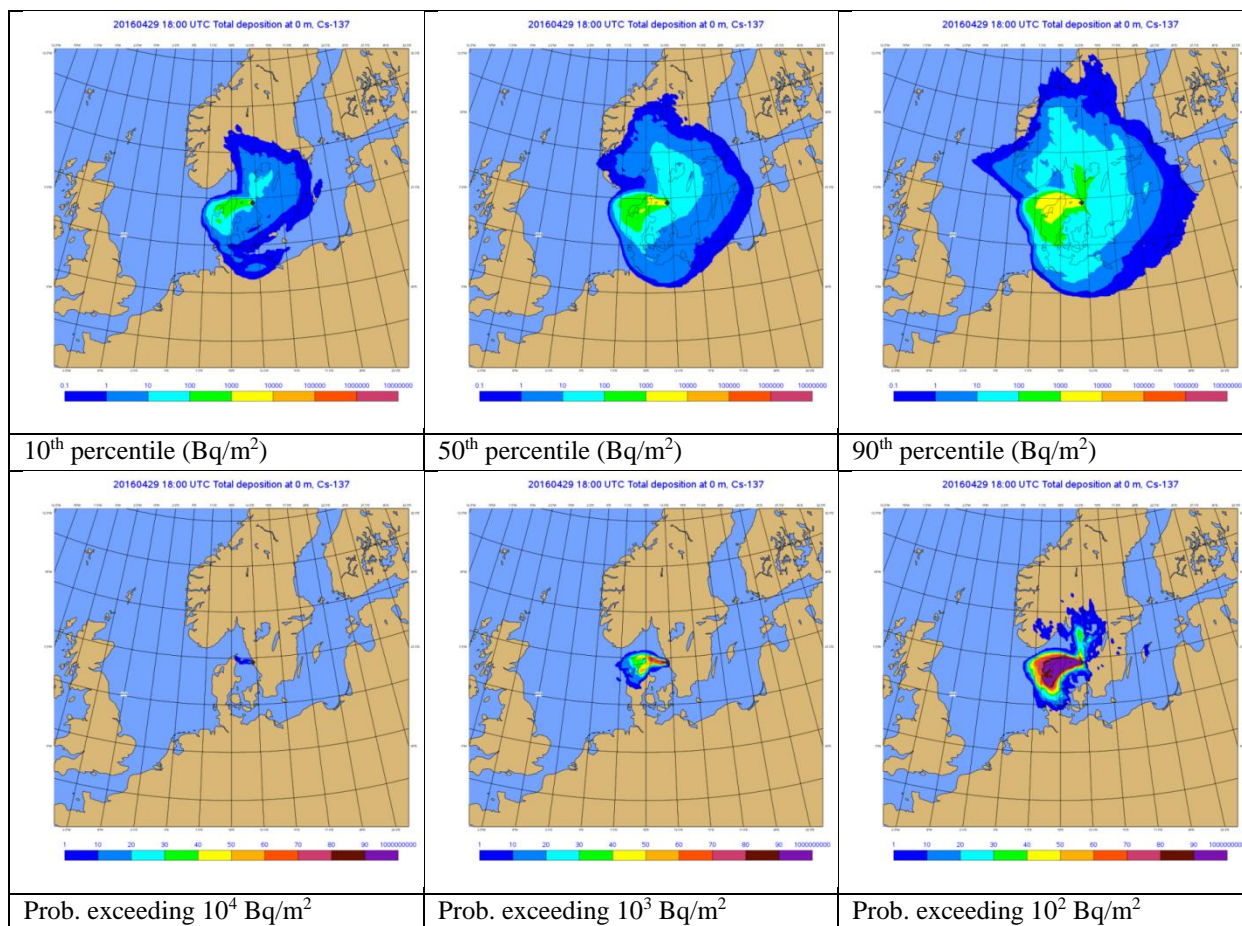 20160429 18:00 UTC Total deposition at 0 m, Cs-137
20160429 18:00 UTC Total deposition at 0 m, Cs-137
20160429 18:00 UTC Total deposition at 0 m, Cs-137
0.1 1 10 100 1000 10000 100000 10000000
0.1 1 10 100 1000 10000 100000 10000000
0.1 1 10 100 1000 10000 100000 10000000
10th percentile (Bq/m²)
50th percentile (Bq/m²)
90th percentile (Bq/m²)
20160429 18:00 UTC Total deposition at 0 m, Cs-137
20160429 18:00 UTC Total deposition at 0 m, Cs-137
20160429 18:00 UTC Total deposition at 0 m, Cs-137
1 10 20 30 40 50 60 70 80 90 1000000000
1 10 20 30 40 50 60 70 80 90 1000000000
1 10 20 30 40 50 60 70 80 90 1000000000
Prob. exceeding 10⁴ Bq/m²
Prob. exceeding 10³ Bq/m²
Prob. exceeding 10² Bq/m²